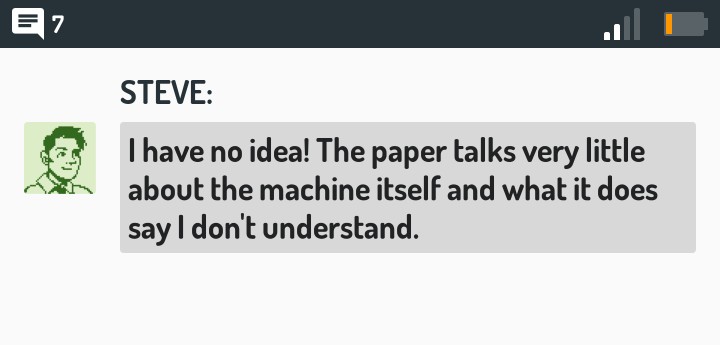 7
STEVE:
I have no idea! The paper talks very little
about the machine itself and what it does
say I don't understand.